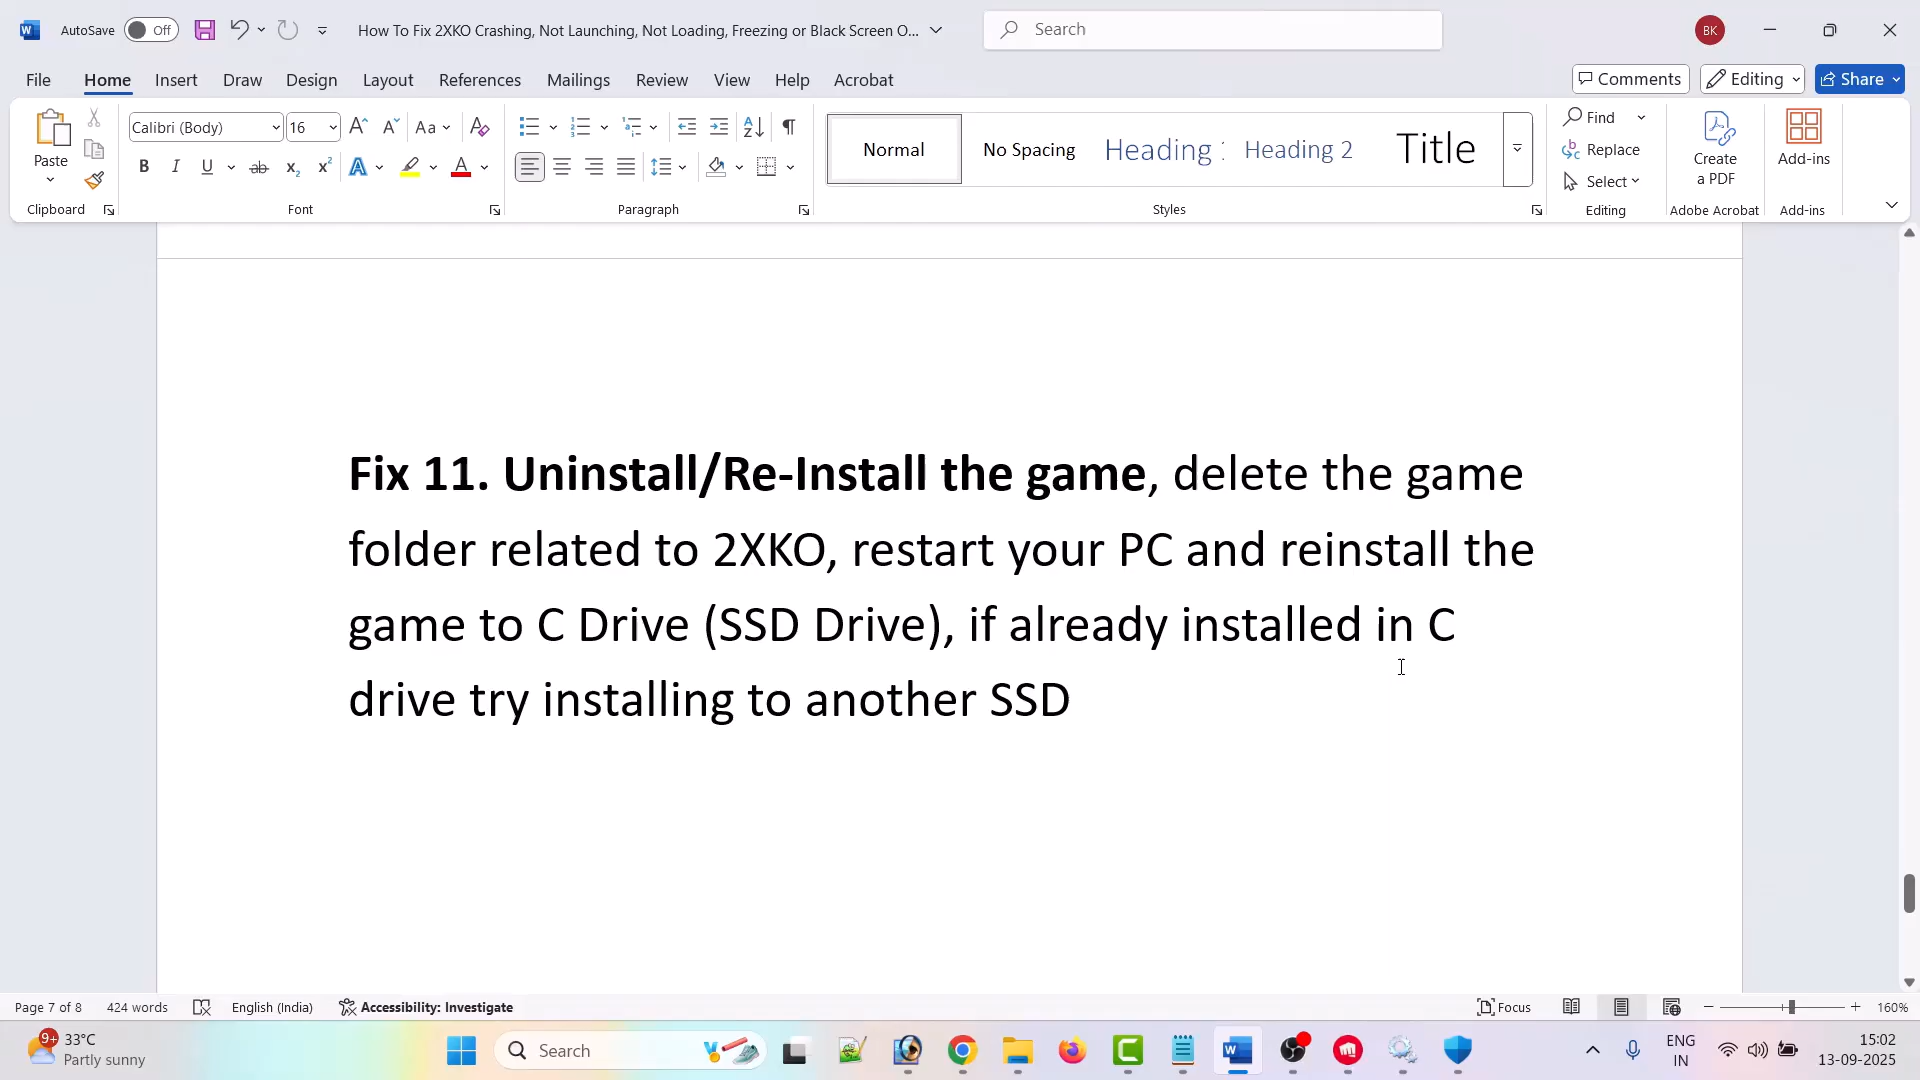 AutoSave Off How To Fix 2XKO Crashing, Not Launching, Not Loading, Freezing or Black Screen O... Search BK
File Home Insert Draw Design Layout References Mailings Review View Help Acrobat Comments Editing Share
Calibri (Body) 16 Aa
Paste
B I U ab x₂ x² A A
Normal No Spacing Heading 1 Heading 2 Title
Find
Replace
Select
Create
a PDF
Add-ins
Clipboard Font Paragraph Styles Editing Adobe Acrobat Add-ins
Fix 11. Uninstall/Re-Install the game, delete the game
folder related to 2XKO, restart your PC and reinstall the
game to C Drive (SSD Drive), if already installed in C
drive try installing to another SSD
Page 7 of 8 424 words English (India) Accessibility: Investigate Focus 160%
9+ 33°C
Partly sunny
Search
ENG
IN
15:02
13-09-2025